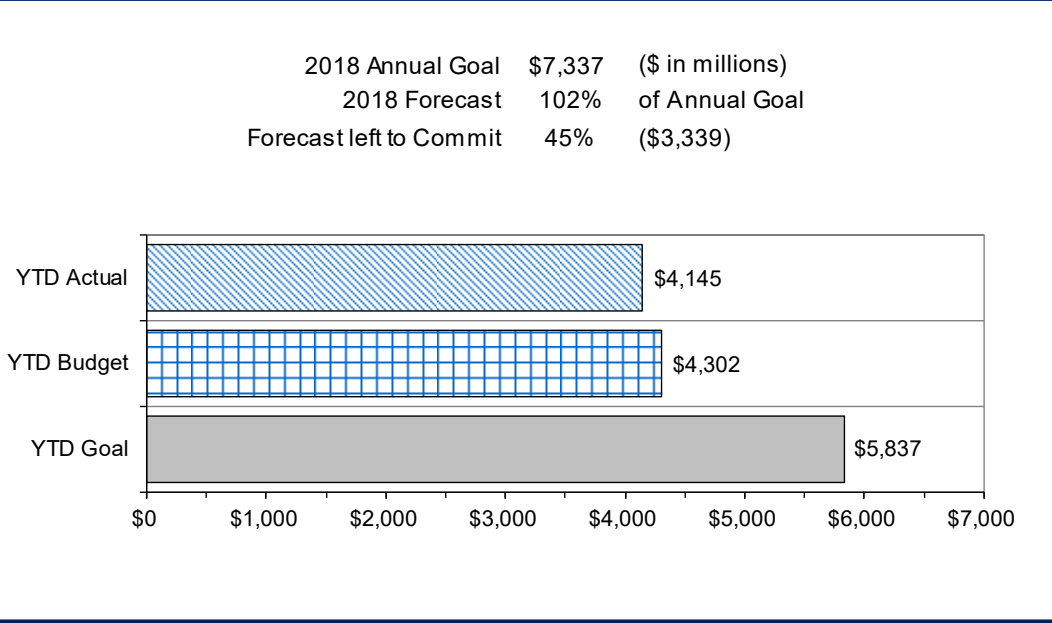 2018 Annual Goal $7,337 ($ in millions)
2018 Forecast 102% of Annual Goal
Forecast left to Commit 45% ($3,339)
YTD Actual $4,145
YTD Budget $4,302
YTD Goal $5,837
$0 $1,000 $2,000 $3,000 $4,000 $5,000 $6,000 $7,000